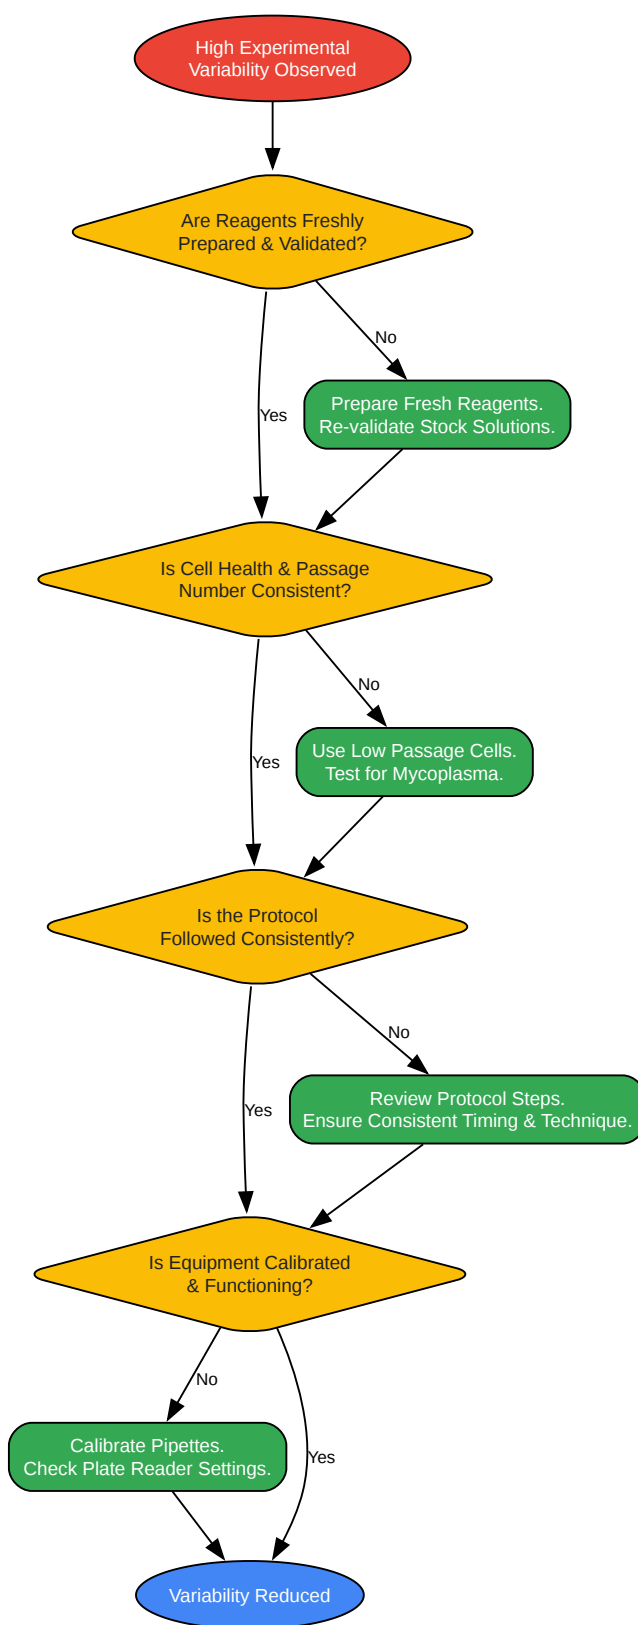 High Experimental
Variability Observed
Are Reagents Freshly
Prepared & Validated?
No
Yes
Prepare Fresh Reagents.
Re-validate Stock Solutions.
Is Cell Health & Passage
Number Consistent?
No
Yes
Use Low Passage Cells.
Test for Mycoplasma.
Is the Protocol
Followed Consistently?
No
Yes
Review Protocol Steps.
Ensure Consistent Timing & Technique.
Is Equipment Calibrated
& Functioning?
No
Yes
Calibrate Pipettes.
Check Plate Reader Settings.
Variability Reduced